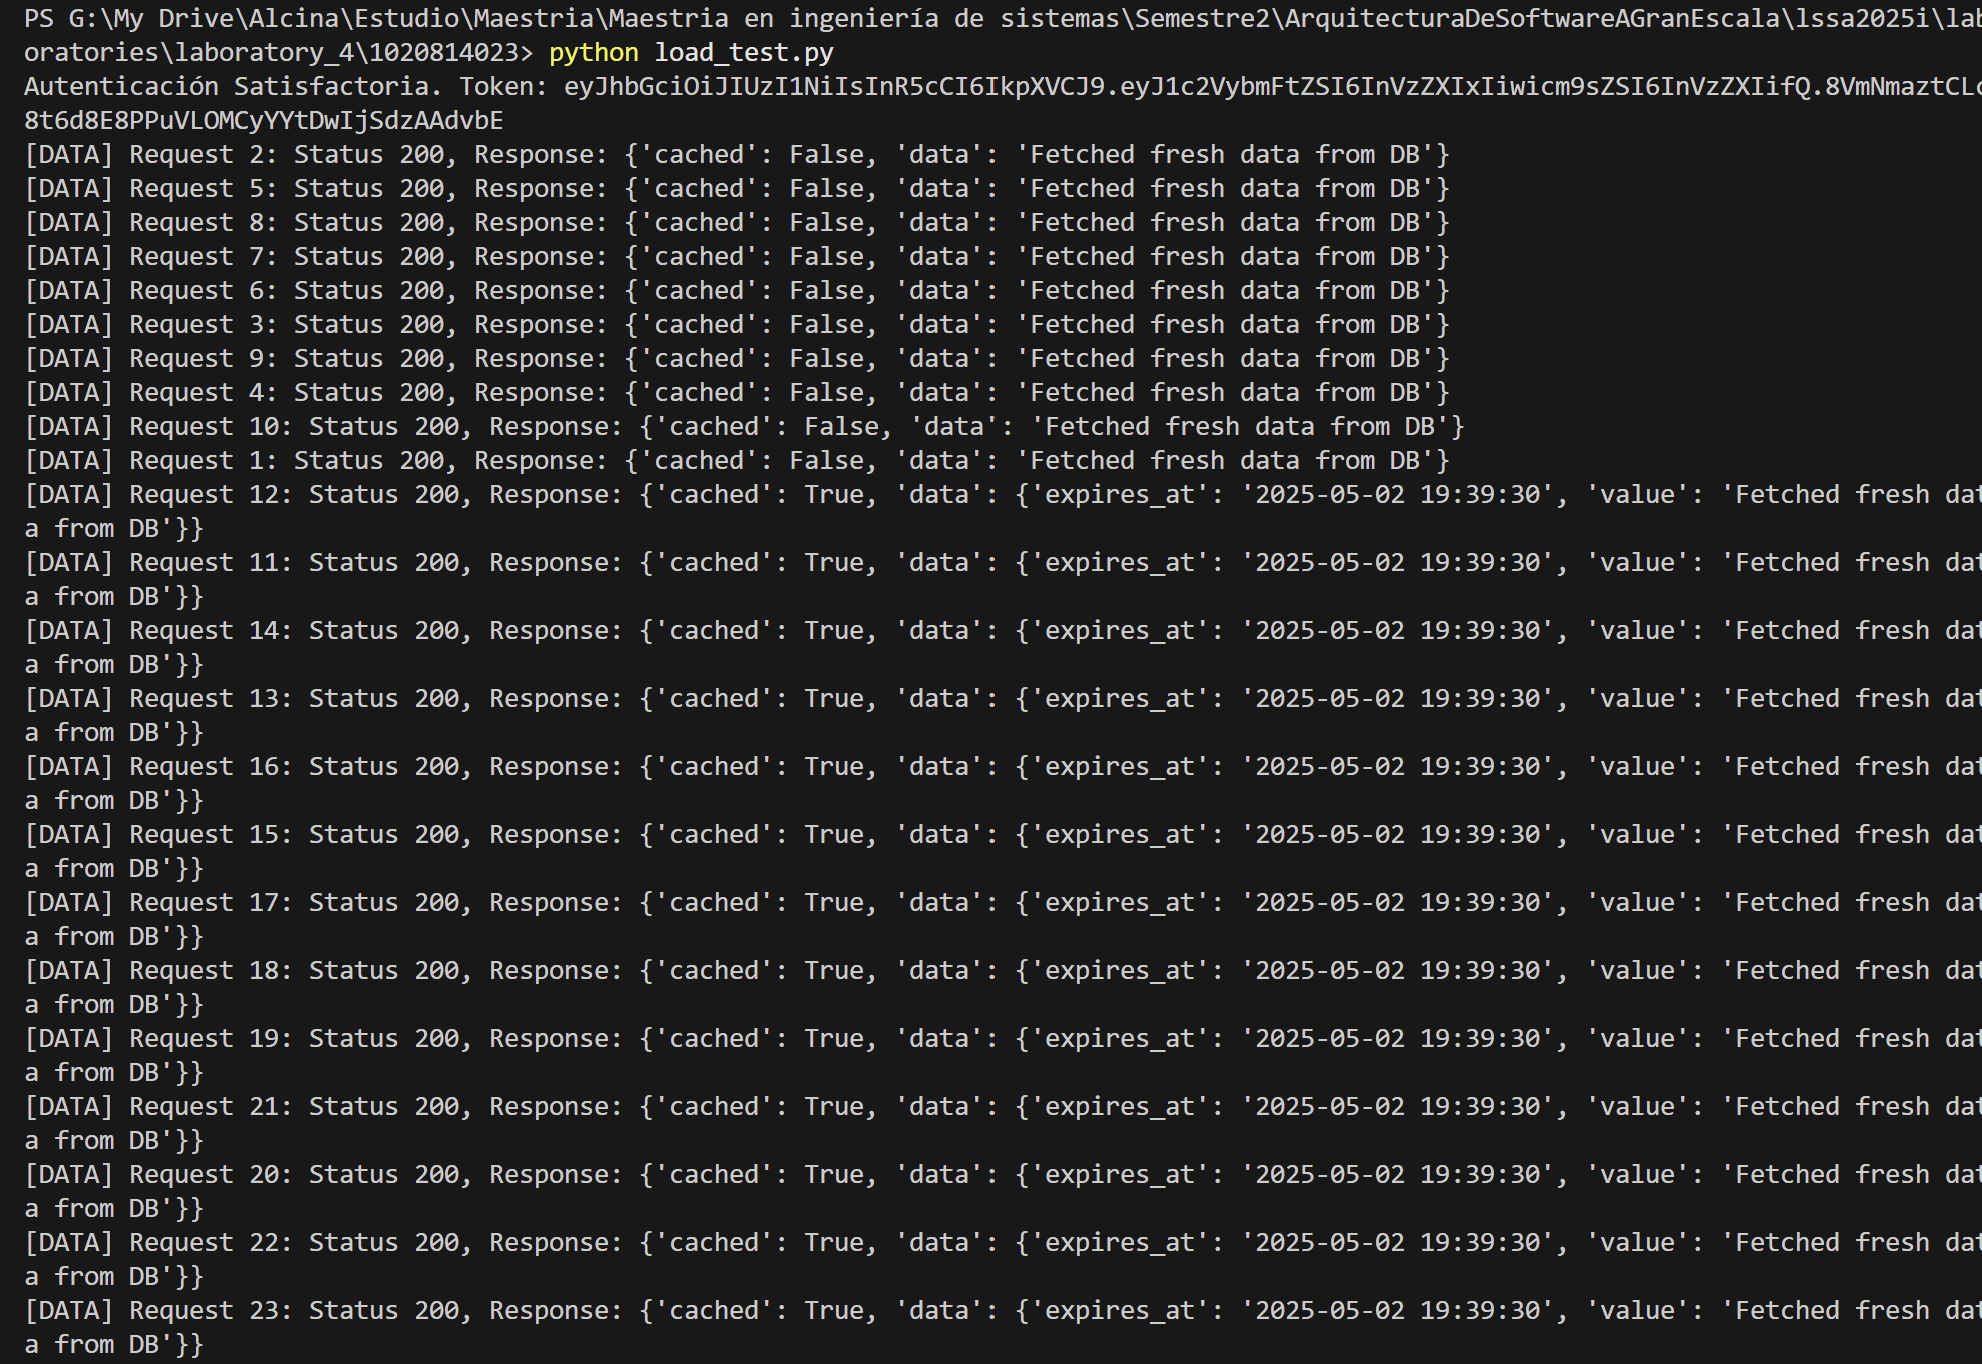 PS G:\My Drive\Alcina\Estudio\Maestria\Maestria en ingeniería de sistemas\Semestre2\ArquitecturaDeSoftwareAGranEscala\lssa2025i\lab
oratories\laboratory_4\1020814023> python load_test.py
Autenticación Satisfactoria. Token: eyJhbGciOiJIUzI1NiIsInR5cCI6IkpXVCJ9.eyJ1c2VybmFtZSI6InVzZXIxIiwicm9sZSI6InVzZXIifQ.8VmNmaztCLc
8t6d8E8PPuVLOMCyYYtDwIjSdzAAdvbE
[DATA] Request 2: Status 200, Response: {'cached': False, 'data': 'Fetched fresh data from DB'}
[DATA] Request 5: Status 200, Response: {'cached': False, 'data': 'Fetched fresh data from DB'}
[DATA] Request 8: Status 200, Response: {'cached': False, 'data': 'Fetched fresh data from DB'}
[DATA] Request 7: Status 200, Response: {'cached': False, 'data': 'Fetched fresh data from DB'}
[DATA] Request 6: Status 200, Response: {'cached': False, 'data': 'Fetched fresh data from DB'}
[DATA] Request 3: Status 200, Response: {'cached': False, 'data': 'Fetched fresh data from DB'}
[DATA] Request 9: Status 200, Response: {'cached': False, 'data': 'Fetched fresh data from DB'}
[DATA] Request 4: Status 200, Response: {'cached': False, 'data': 'Fetched fresh data from DB'}
[DATA] Request 10: Status 200, Response: {'cached': False, 'data': 'Fetched fresh data from DB'}
[DATA] Request 1: Status 200, Response: {'cached': False, 'data': 'Fetched fresh data from DB'}
[DATA] Request 12: Status 200, Response: {'cached': True, 'data': {'expires_at': '2025-05-02 19:39:30', 'value': 'Fetched fresh dat
a from DB'}}
[DATA] Request 11: Status 200, Response: {'cached': True, 'data': {'expires_at': '2025-05-02 19:39:30', 'value': 'Fetched fresh dat
a from DB'}}
[DATA] Request 14: Status 200, Response: {'cached': True, 'data': {'expires_at': '2025-05-02 19:39:30', 'value': 'Fetched fresh dat
a from DB'}}
[DATA] Request 13: Status 200, Response: {'cached': True, 'data': {'expires_at': '2025-05-02 19:39:30', 'value': 'Fetched fresh dat
a from DB'}}
[DATA] Request 16: Status 200, Response: {'cached': True, 'data': {'expires_at': '2025-05-02 19:39:30', 'value': 'Fetched fresh dat
a from DB'}}
[DATA] Request 15: Status 200, Response: {'cached': True, 'data': {'expires_at': '2025-05-02 19:39:30', 'value': 'Fetched fresh dat
a from DB'}}
[DATA] Request 17: Status 200, Response: {'cached': True, 'data': {'expires_at': '2025-05-02 19:39:30', 'value': 'Fetched fresh dat
a from DB'}}
[DATA] Request 18: Status 200, Response: {'cached': True, 'data': {'expires_at': '2025-05-02 19:39:30', 'value': 'Fetched fresh dat
a from DB'}}
[DATA] Request 19: Status 200, Response: {'cached': True, 'data': {'expires_at': '2025-05-02 19:39:30', 'value': 'Fetched fresh dat
a from DB'}}
[DATA] Request 21: Status 200, Response: {'cached': True, 'data': {'expires_at': '2025-05-02 19:39:30', 'value': 'Fetched fresh dat
a from DB'}}
[DATA] Request 20: Status 200, Response: {'cached': True, 'data': {'expires_at': '2025-05-02 19:39:30', 'value': 'Fetched fresh dat
a from DB'}}
[DATA] Request 22: Status 200, Response: {'cached': True, 'data': {'expires_at': '2025-05-02 19:39:30', 'value': 'Fetched fresh dat
a from DB'}}
[DATA] Request 23: Status 200, Response: {'cached': True, 'data': {'expires_at': '2025-05-02 19:39:30', 'value': 'Fetched fresh dat
a from DB'}}